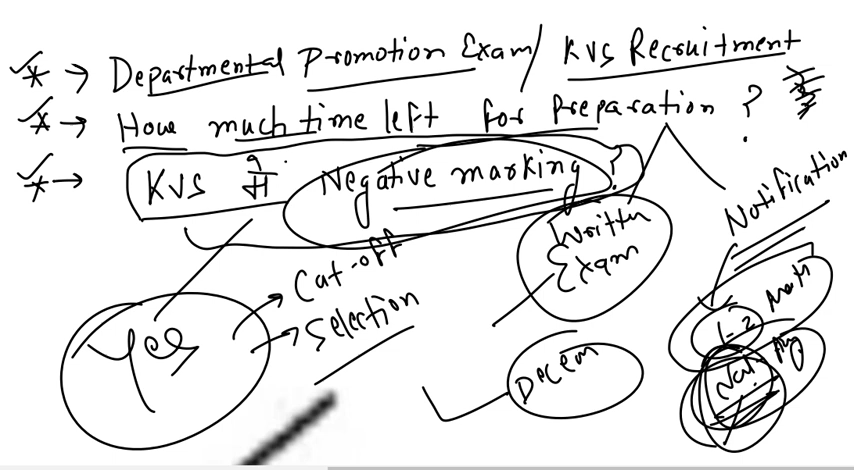 * → Departmental Promotion Exam/ KVS Recruitment
* → How much time left for Preparation ?
* → KVS में Negative marking ?
Notification
Written
Exam
Cut-off
Selection
Yes
1-2 Month
Decem